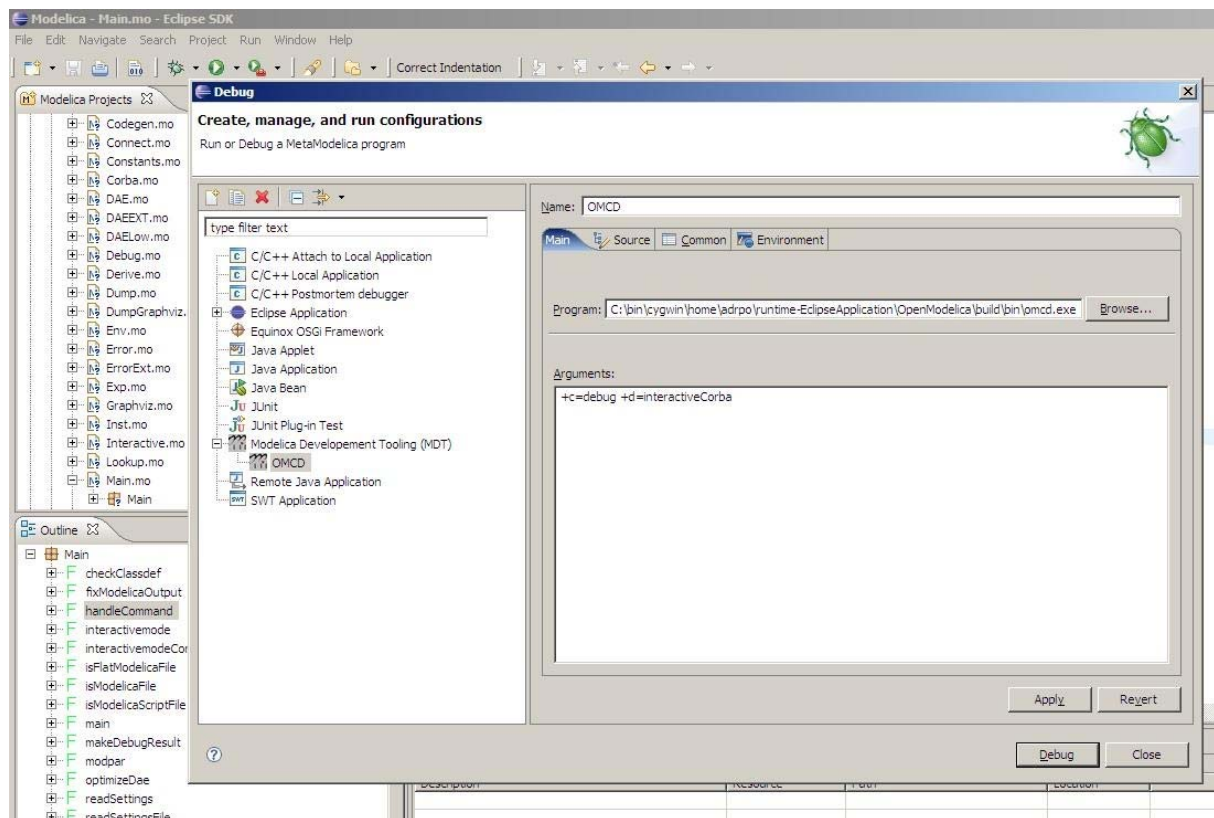 Modelica - Main.mo - Eclipse SDK
File Edit Navigate Search Project Run Window Help
Correct Indentation
Modelica Projects
Codegen.mo
Connect.mo
Constants.mo
Corba.mo
DAE.mo
DAEEXT.mo
DAELow.mo
Debug.mo
Derive.mo
Dump.mo
DumpGraphviz.
Env.mo
Error.mo
ErrorExt.mo
Exp.mo
Graphviz.mo
Inst.mo
Interactive.mo
Lookup.mo
Main.mo
Main
Outline
Main
checkClassdef
fixModelicaOutput
handleCommand
interactivemode
interactivemodeCor
isFlatModelicaFile
isModelicaFile
isModelicaScriptFile
main
makeDebugResult
modpar
optimizeDae
readSettings
readSettingsFile
Debug
Create, manage, and run configurations
Run or Debug a MetaModelica program
type filter text
C/C++ Attach to Local Application
C/C++ Local Application
C/C++ Postmortem debugger
Eclipse Application
Equinox OSGi Framework
Java Applet
Java Application
Java Bean
JUnit
JUnit Plug-in Test
Modelica Developement Tooling (MDT)
OMCD
Remote Java Application
SWT Application
Name: OMCD
Main Source Common Environment
Program: C:\bin\cygwin\home\adrpo\runtime-EclipseApplication\OpenModelica\build\bin\omcd.exe Browse...
Arguments:
+c=debug +d=interactiveCorba
Apply Revert
Debug Close
Description Resource Path Location